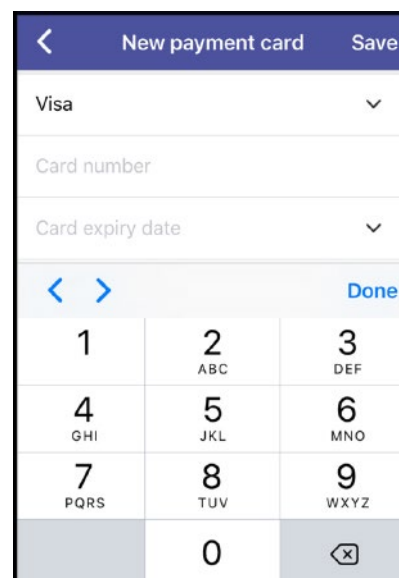 New payment card Save
Visa
Card number
Card expiry date
Done
1 2 3
ABC DEF
4 5 6
GHI JKL MNO
7 8 9
PQRS TUV WXYZ
0